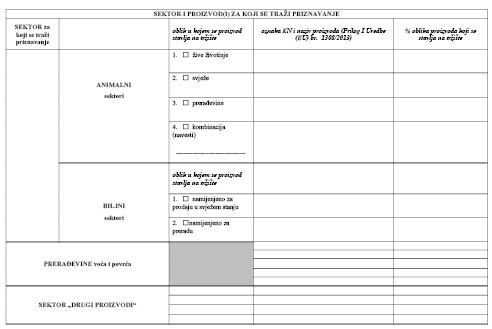 SEKTOR I PROIZVOD(I) ZA KOJI SE TRAŽI PRIZNAVANJE
SEKTOR za
koji se traži
priznavanje
oblik u kojem se proizvod
stavlja na tržište
oznaka KN i naziv proizvoda (Prilog I Uredbe
(EU) br. 1308/2013)
% oblika proizvoda koji se
stavlja na tržište
ANIMALNI
sektori
1. ☐ žive životinje
2. ☐ svježe
3. ☐ prerađevine
4. ☐ kombinacija
(navesti)
BILJNI
sektori
oblik u kojem se proizvod
stavlja na tržište
1. ☐ namijenjeno za
prodaju u svježem stanju
2. ☐namijenjeno za
preradu
PRERAĐEVINE voća i povrća
SEKTOR „DRUGI PROIZVODI“